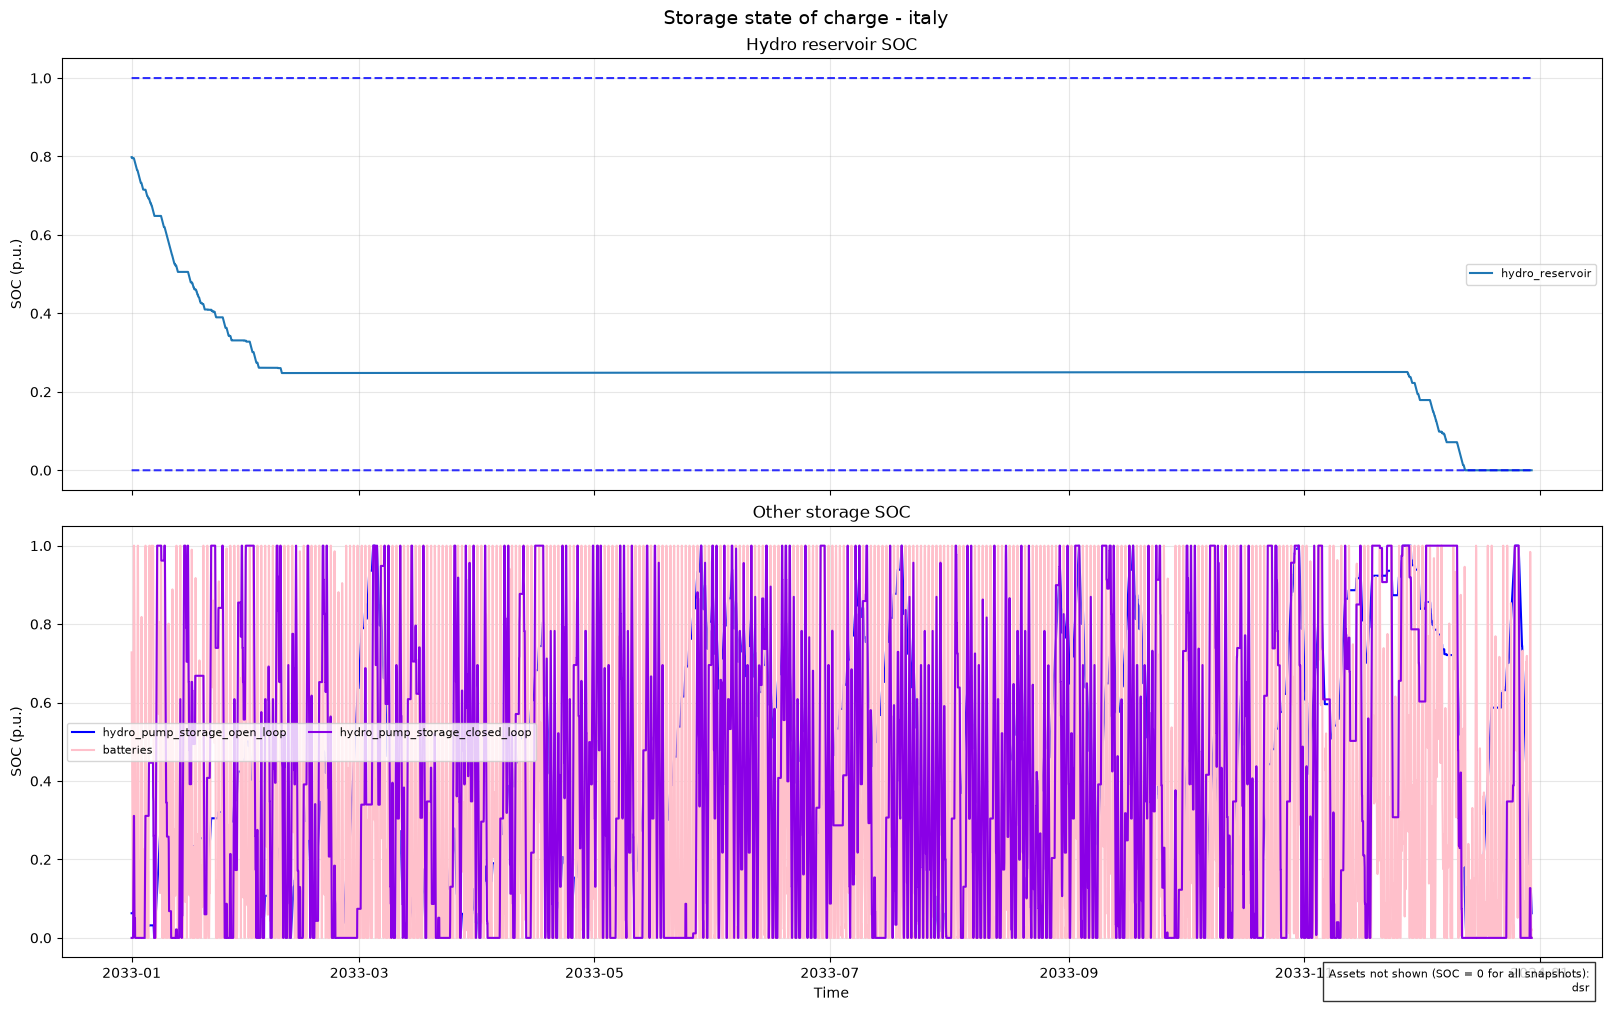 Storage state of charge - italy
Hydro reservoir SOC
1.0
0.8
0.6
0.4
0.2
0.0
SOC (p.u.)
hydro_reservoir
Other storage SOC
1.0
0.8
0.6
0.4
0.2
0.0
SOC (p.u.)
hydro_pump_storage_open_loop
batteries
hydro_pump_storage_closed_loop
2033-01
2033-03
2033-05
2033-07
2033-09
2033-1
Time
Assets not shown (SOC = 0 for all snapshots):
dsr